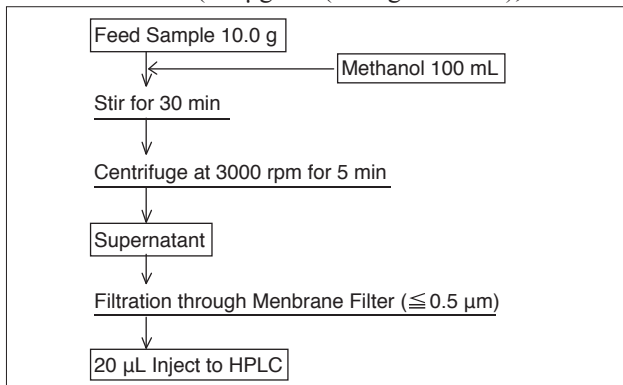 Feed Sample 10.0 g
Methanol 100 mL
Stir for 30 min
Centrifuge at 3000 rpm for 5 min
Supernatant
Filtration through Menbrane Filter (≦0.5 µm)
20 µL Inject to HPLC